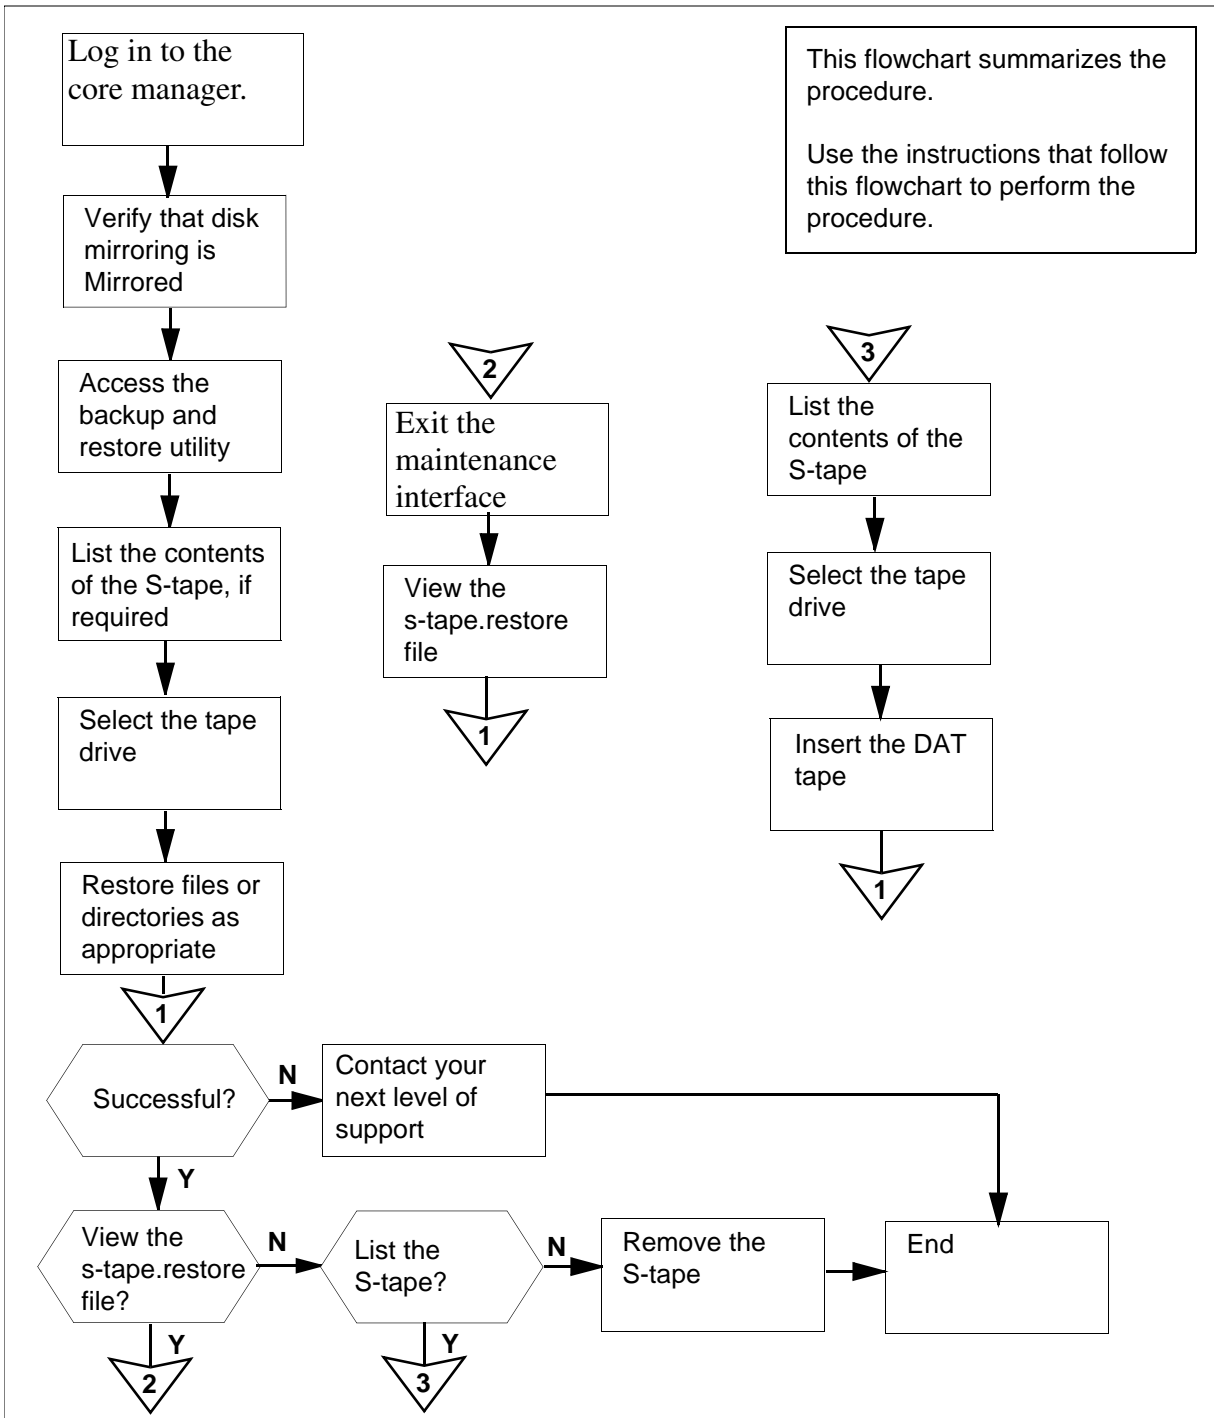 Log in to the
core manager.
This flowchart summarizes the
procedure.
Use the instructions that follow
this flowchart to perform the
procedure.
Verify that disk
mirroring is
Mirrored
Access the
backup and
restore utility
List the contents
of the S-tape, if
required
Select the tape
drive
Restore files or
directories as
appropriate
1
2
Exit the
maintenance
interface
View the
s-tape.restore
file
1
3
List the
contents of the
S-tape
Select the tape
drive
Insert the DAT
tape
1
Successful?
N
Contact your
next level of
support
Y
View the
s-tape.restore
file?
N
List the
S-tape?
N
Remove the
S-tape
End
Y
2
Y
3